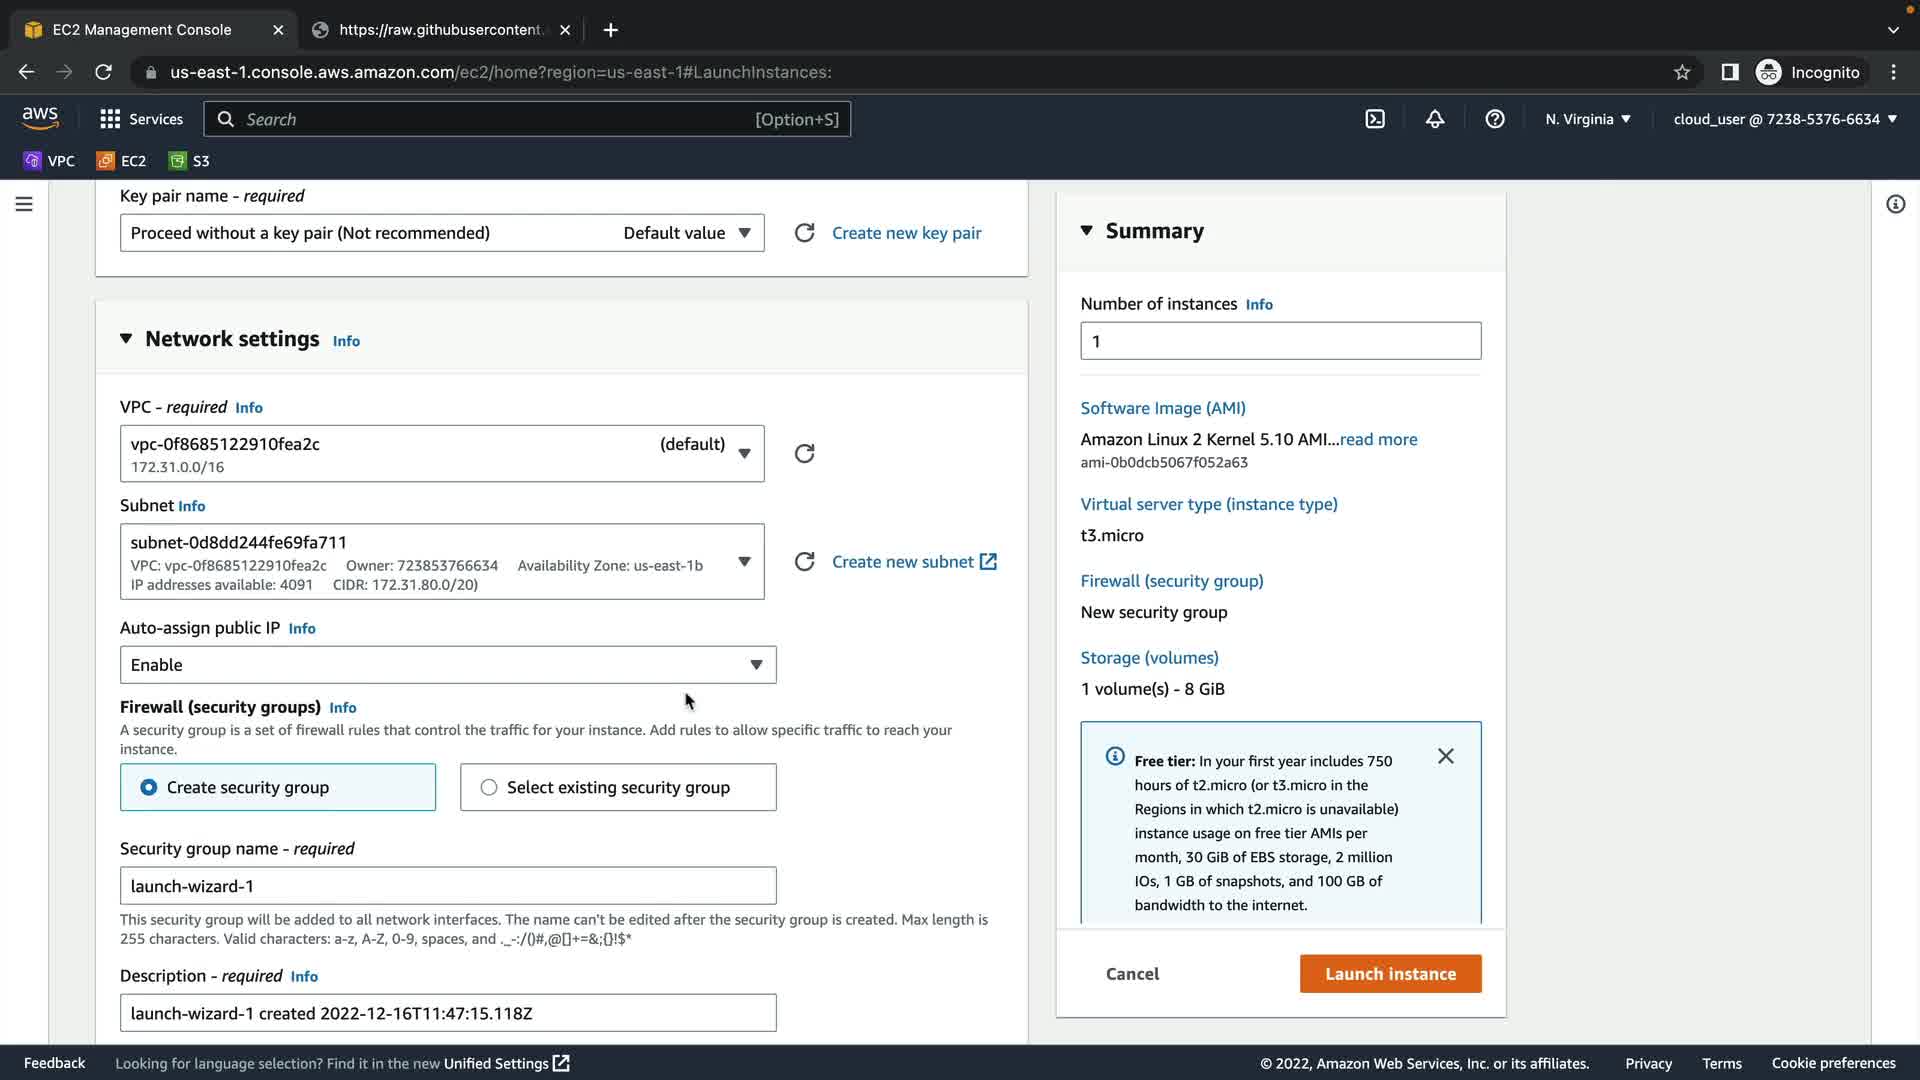 EC2 Management Console
https://raw.githubusercontent.
us-east-1.console.aws.amazon.com/ec2/home?region=us-east-1#LaunchInstances:
Incognito
aws
Services
Search
[Option+S]
N. Virginia
cloud_user @ 7238-5376-6634
VPC
EC2
S3
Key pair name - required
Proceed without a key pair (Not recommended)
Default value
Create new key pair
Network settings Info
VPC - required Info
vpc-0f8685122910fea2c
(default)
172.31.0.0/16
Subnet Info
subnet-0d8dd244fe69fa711
VPC: vpc-0f8685122910fea2c Owner: 723853766634 Availability Zone: us-east-1b
IP addresses available: 4091 CIDR: 172.31.80.0/20)
Create new subnet
Auto-assign public IP Info
Enable
Firewall (security groups) Info
A security group is a set of firewall rules that control the traffic for your instance. Add rules to allow specific traffic to reach your
instance.
Create security group
Select existing security group
Security group name - required
launch-wizard-1
This security group will be added to all network interfaces. The name can't be edited after the security group is created. Max length is
255 characters. Valid characters: a-z, A-Z, 0-9, spaces, and ._-:/()#,@[]+=&;{}!$*
Description - required Info
launch-wizard-1 created 2022-12-16T11:47:15.118Z
Summary
Number of instances Info
1
Software Image (AMI)
Amazon Linux 2 Kernel 5.10 AMI...read more
ami-0b0dcb5067f052a63
Virtual server type (instance type)
t3.micro
Firewall (security group)
New security group
Storage (volumes)
1 volume(s) - 8 GiB
Free tier: In your first year includes 750
hours of t2.micro (or t3.micro in the
Regions in which t2.micro is unavailable)
instance usage on free tier AMIs per
month, 30 GiB of EBS storage, 2 million
IOs, 1 GB of snapshots, and 100 GB of
bandwidth to the internet.
Cancel
Launch instance
Feedback
Looking for language selection? Find it in the new Unified Settings
© 2022, Amazon Web Services, Inc. or its affiliates.
Privacy
Terms
Cookie preferences